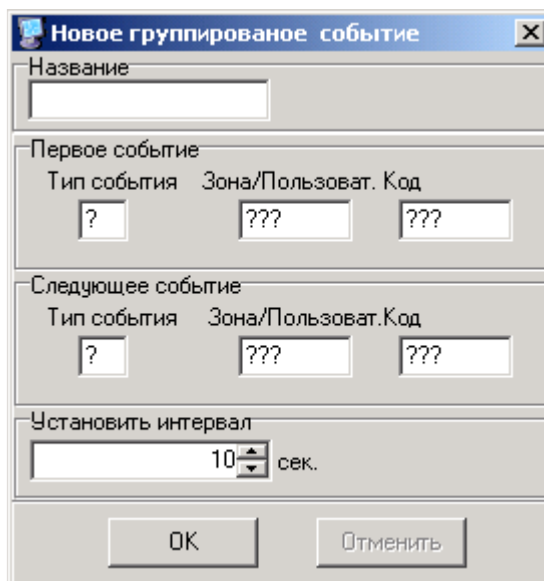 Новое группированое событие
Название
Первое событие
Тип события Зона/Пользоват. Код
? ??? ???
Следующее событие
Тип события Зона/Пользоват.Код
? ??? ???
Установить интервал
10 сек.
OK Отменить